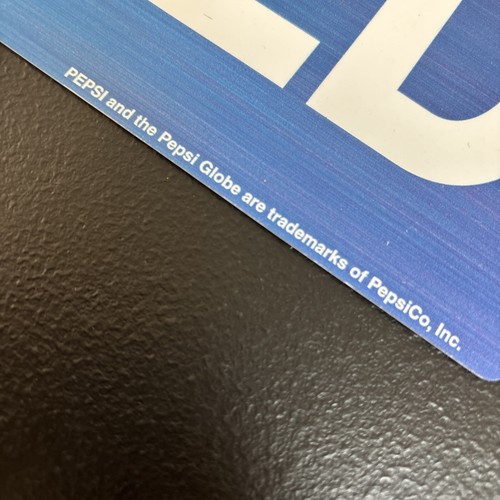 PEPSI and the Pepsi Globe are trademarks of PepsiCo, Inc.